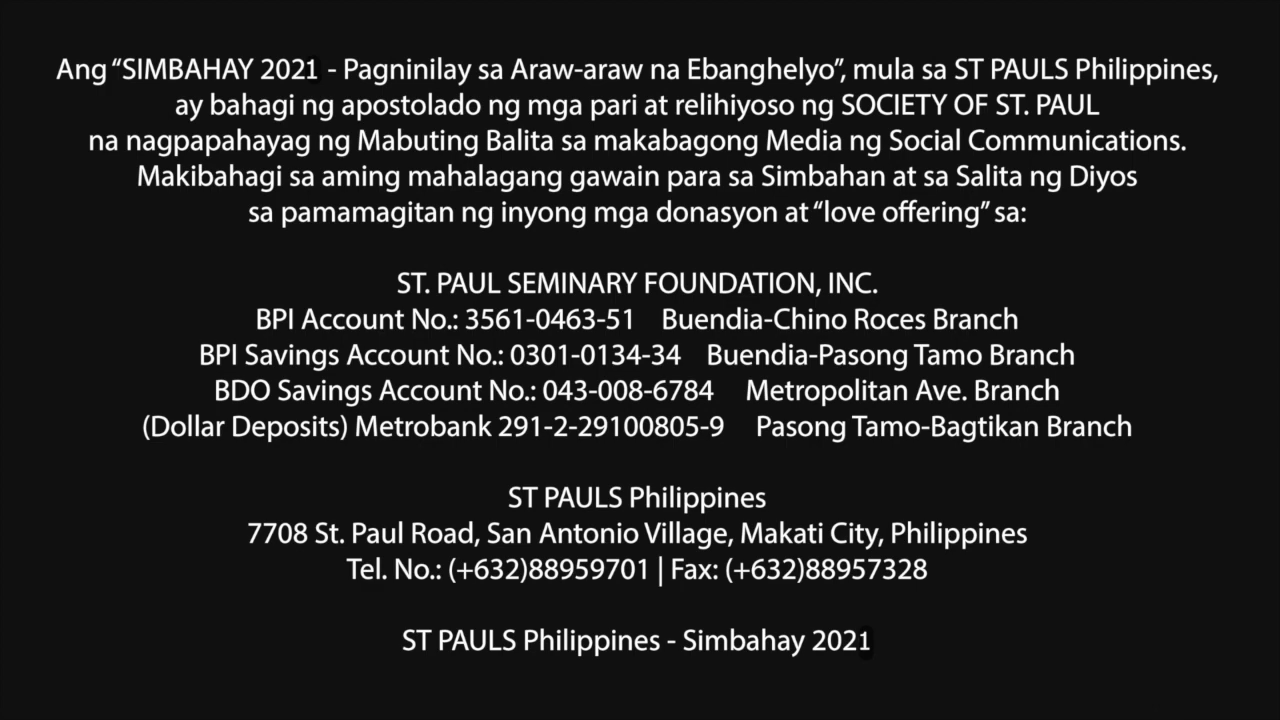 Ang “SIMBAHAY 2021 - Pagninilay sa Araw-araw na Ebanghelyo”, mula sa ST PAULS Philippines,
ay bahagi ng apostolado ng mga pari at relihiyoso ng SOCIETY OF ST. PAUL
na nagpapahayag ng Mabuting Balita sa makabagong Media ng Social Communications.
Makibahagi sa aming mahalagang gawain para sa Simbahan at sa Salita ng Diyos
sa pamamagitan ng inyong mga donasyon at “love offering” sa:
ST. PAUL SEMINARY FOUNDATION, INC.
BPI Account No.: 3561-0463-51 Buendia-Chino Roces Branch
BPI Savings Account No.: 0301-0134-34 Buendia-Pasong Tamo Branch
BDO Savings Account No.: 043-008-6784 Metropolitan Ave. Branch
(Dollar Deposits) Metrobank 291-2-29100805-9 Pasong Tamo-Bagtikan Branch
ST PAULS Philippines
7708 St. Paul Road, San Antonio Village, Makati City, Philippines
Tel. No.: (+632)88959701 | Fax: (+632)88957328
ST PAULS Philippines - Simbahay 2021